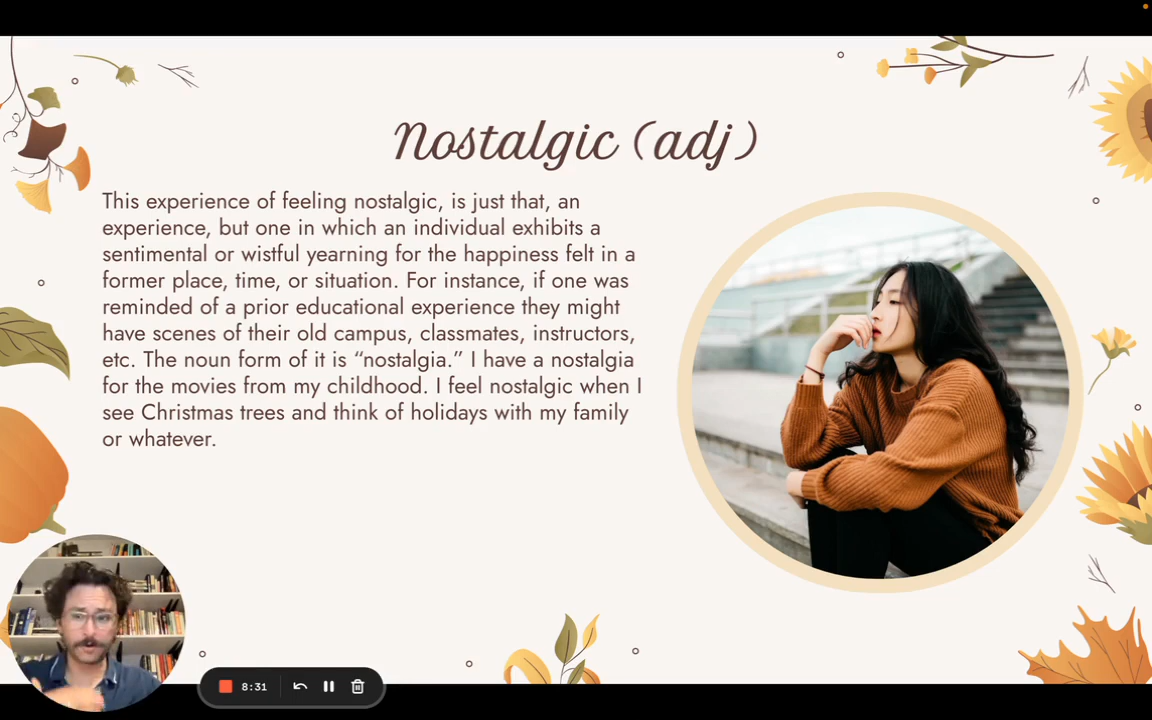 Nostalgic (adj)
This experience of feeling nostalgic, is just that, an
experience, but one in which an individual exhibits a
sentimental or wistful yearning for the happiness felt in a
former place, time, or situation. For instance, if one was
reminded of a prior educational experience they might
have scenes of their old campus, classmates, instructors,
etc. The noun form of it is “nostalgia.” I have a nostalgia
for the movies from my childhood. I feel nostalgic when I
see Christmas trees and think of holidays with my family
or whatever.
8:31